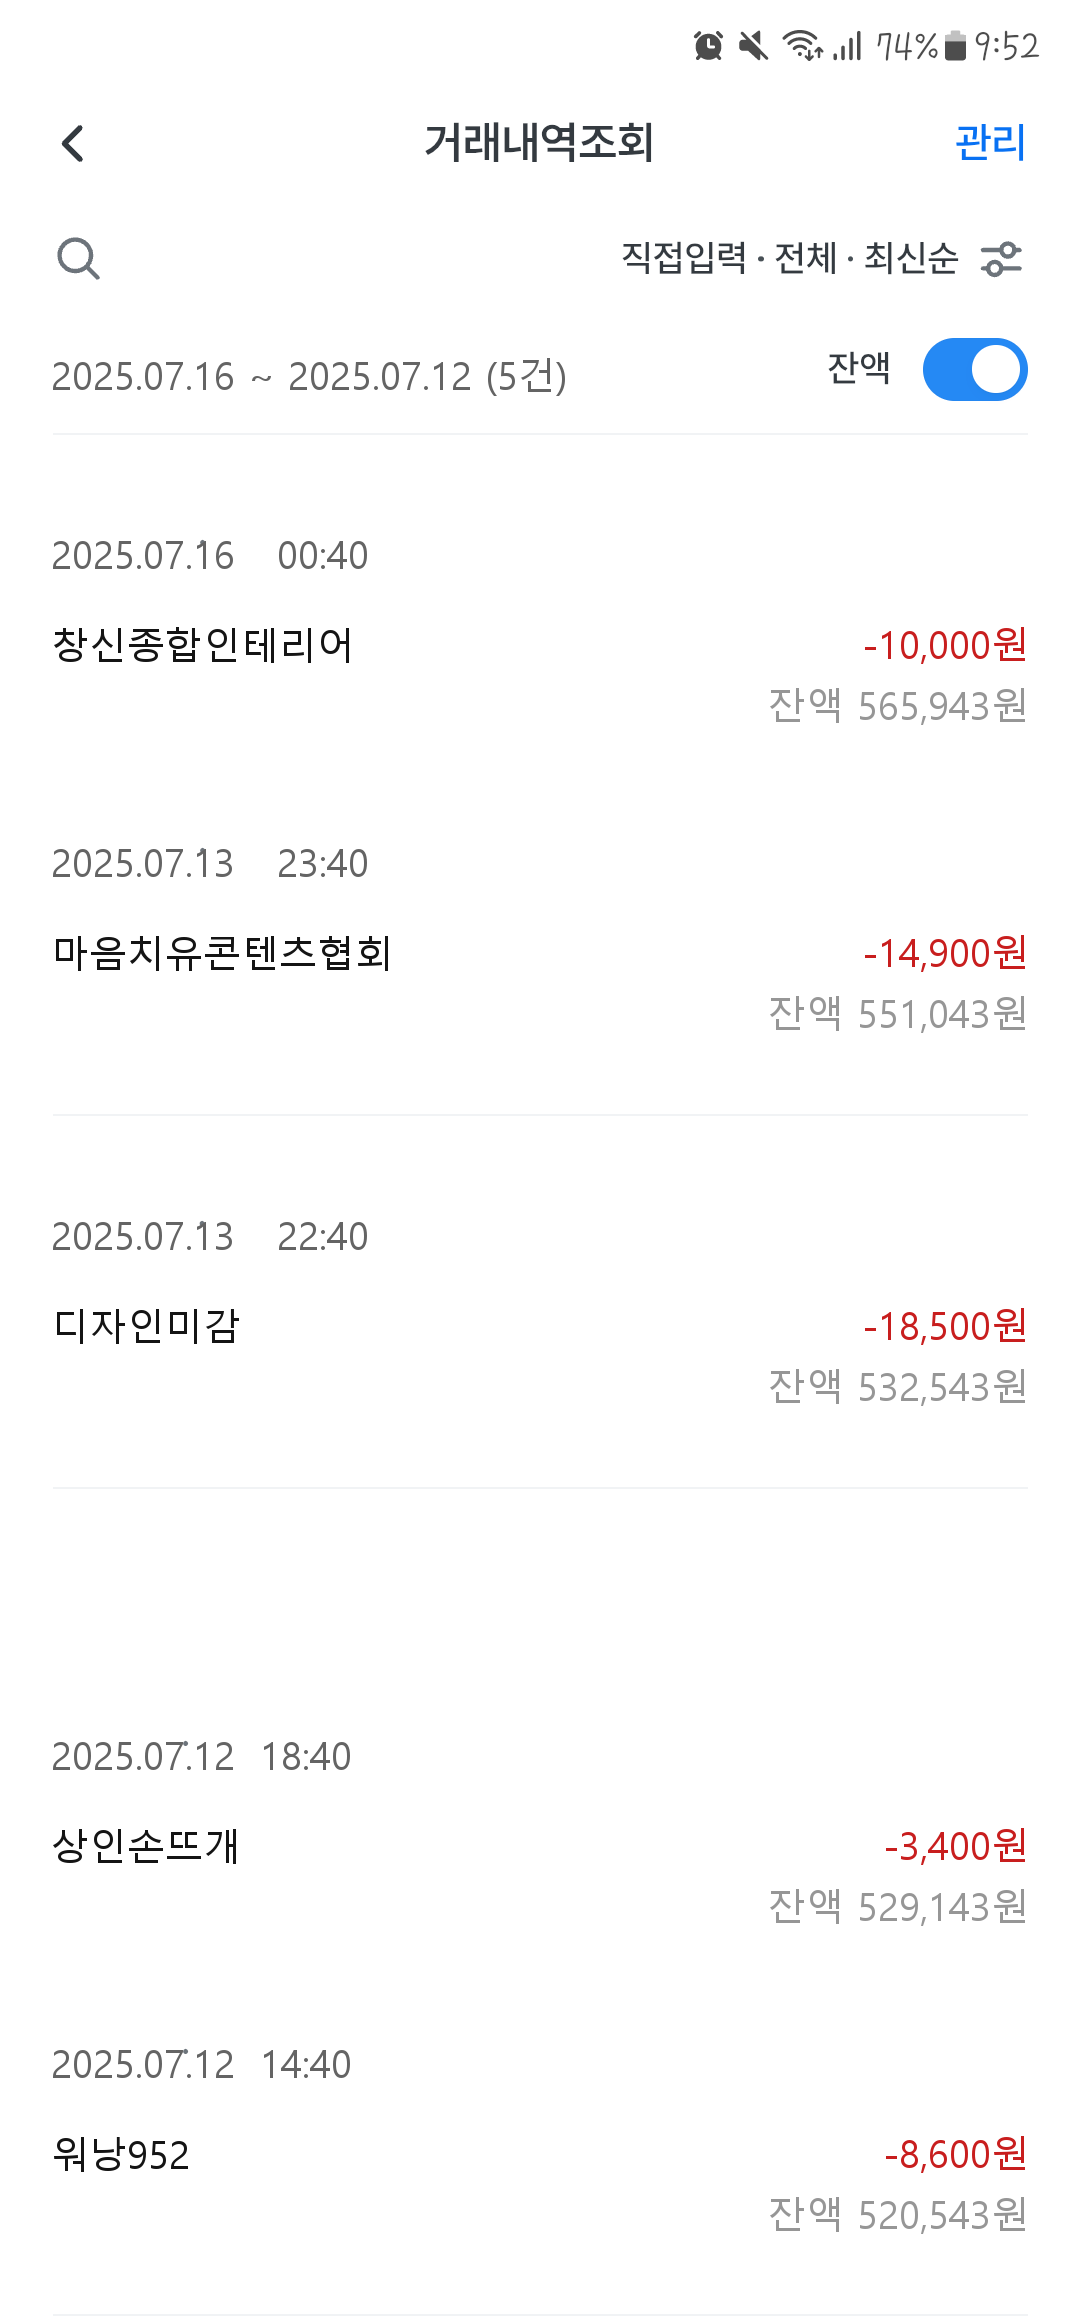 74% 9:52
거래내역조회 관리
직접입력 · 전체 · 최신순
2025.07.16 ~ 2025.07.12 (5건) 잔액
2025.07.16 00:40
창신종합인테리어 -10,000원
잔액 565,943원
2025.07.13 23:40
마음치유콘텐츠협회 -14,900원
잔액 551,043원
2025.07.13 22:40
디자인미감 -18,500원
잔액 532,543원
2025.07.12 18:40
상인손뜨개 -3,400원
잔액 529,143원
2025.07.12 14:40
워낭952 -8,600원
잔액 520,543원